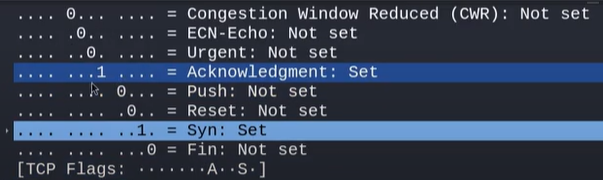 .... 0... .... = Congestion Window Reduced (CWR): Not set
.... .0.. .... = ECN-Echo: Not set
.... ..0. .... = Urgent: Not set
.... ...1 .... = Acknowledgment: Set
.... .... 0... = Push: Not set
.... .... .0.. = Reset: Not set
.... .... ..1. = Syn: Set
.... .... ...0 = Fin: Not set
[TCP Flags: ·······A··S·]